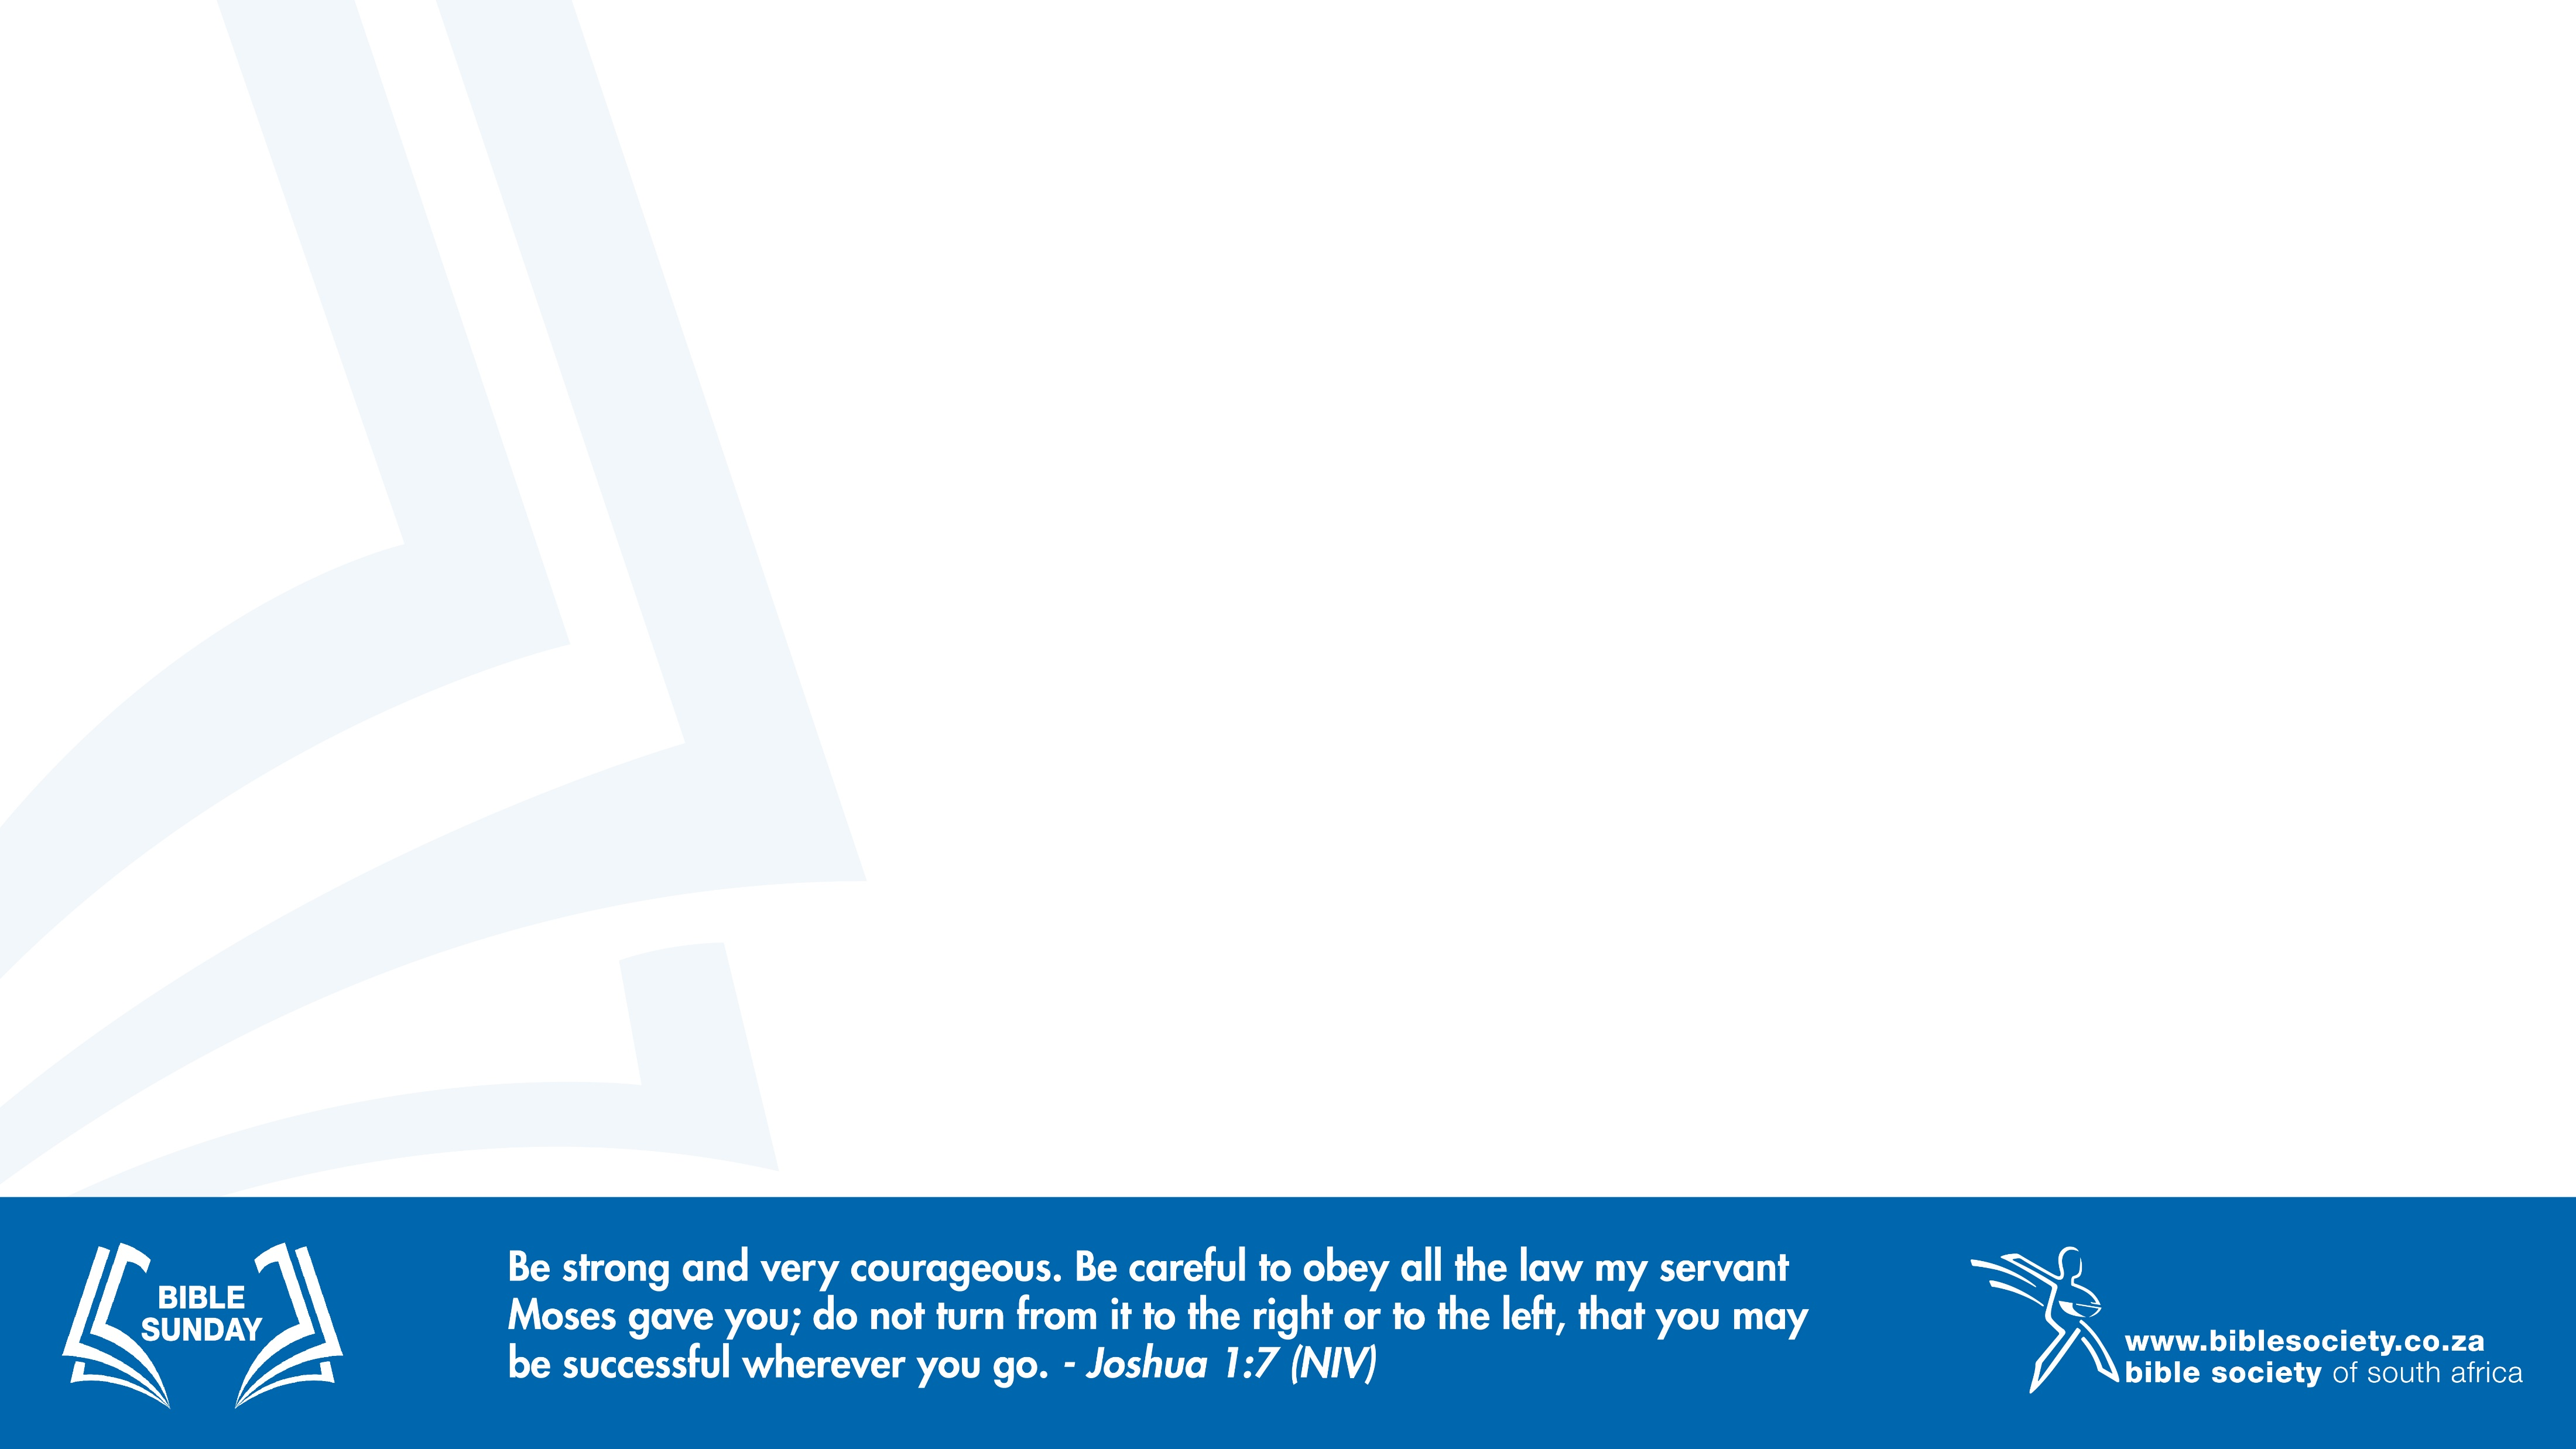 BIBLE
SUNDAY
Be strong and very courageous. Be careful to obey all the law my servant
Moses gave you; do not turn from it to the right or to the left, that you may
be successful wherever you go. - Joshua 1:7 (NIV)
www.biblesociety.co.za
bible society of south africa